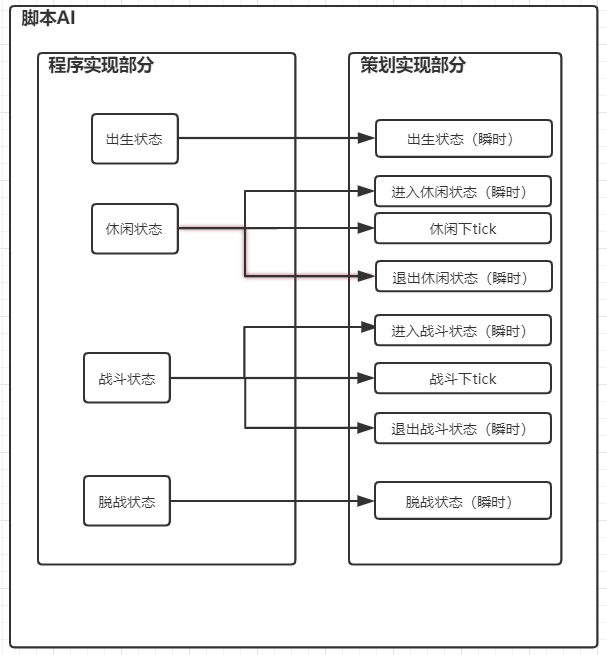 脚本AI
程序实现部分
策划实现部分
出生状态
出生状态（瞬时）
进入休闲状态（瞬时）
休闲状态
休闲下tick
退出休闲状态（瞬时）
进入战斗状态（瞬时）
战斗状态
战斗下tick
退出战斗状态（瞬时）
脱战状态
脱战状态（瞬时）